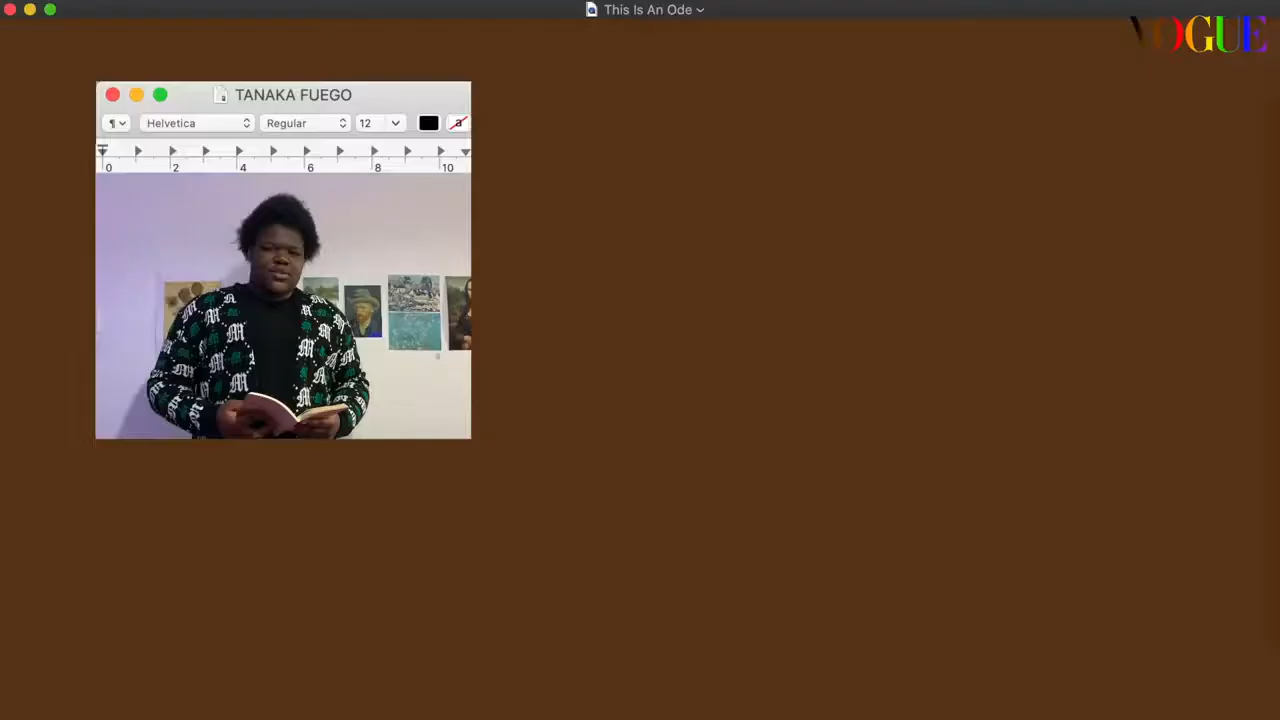 This Is An Ode
VOGUE
TANAKA FUEGO
Helvetica Regular 12 a
0 2 4 6 8 10